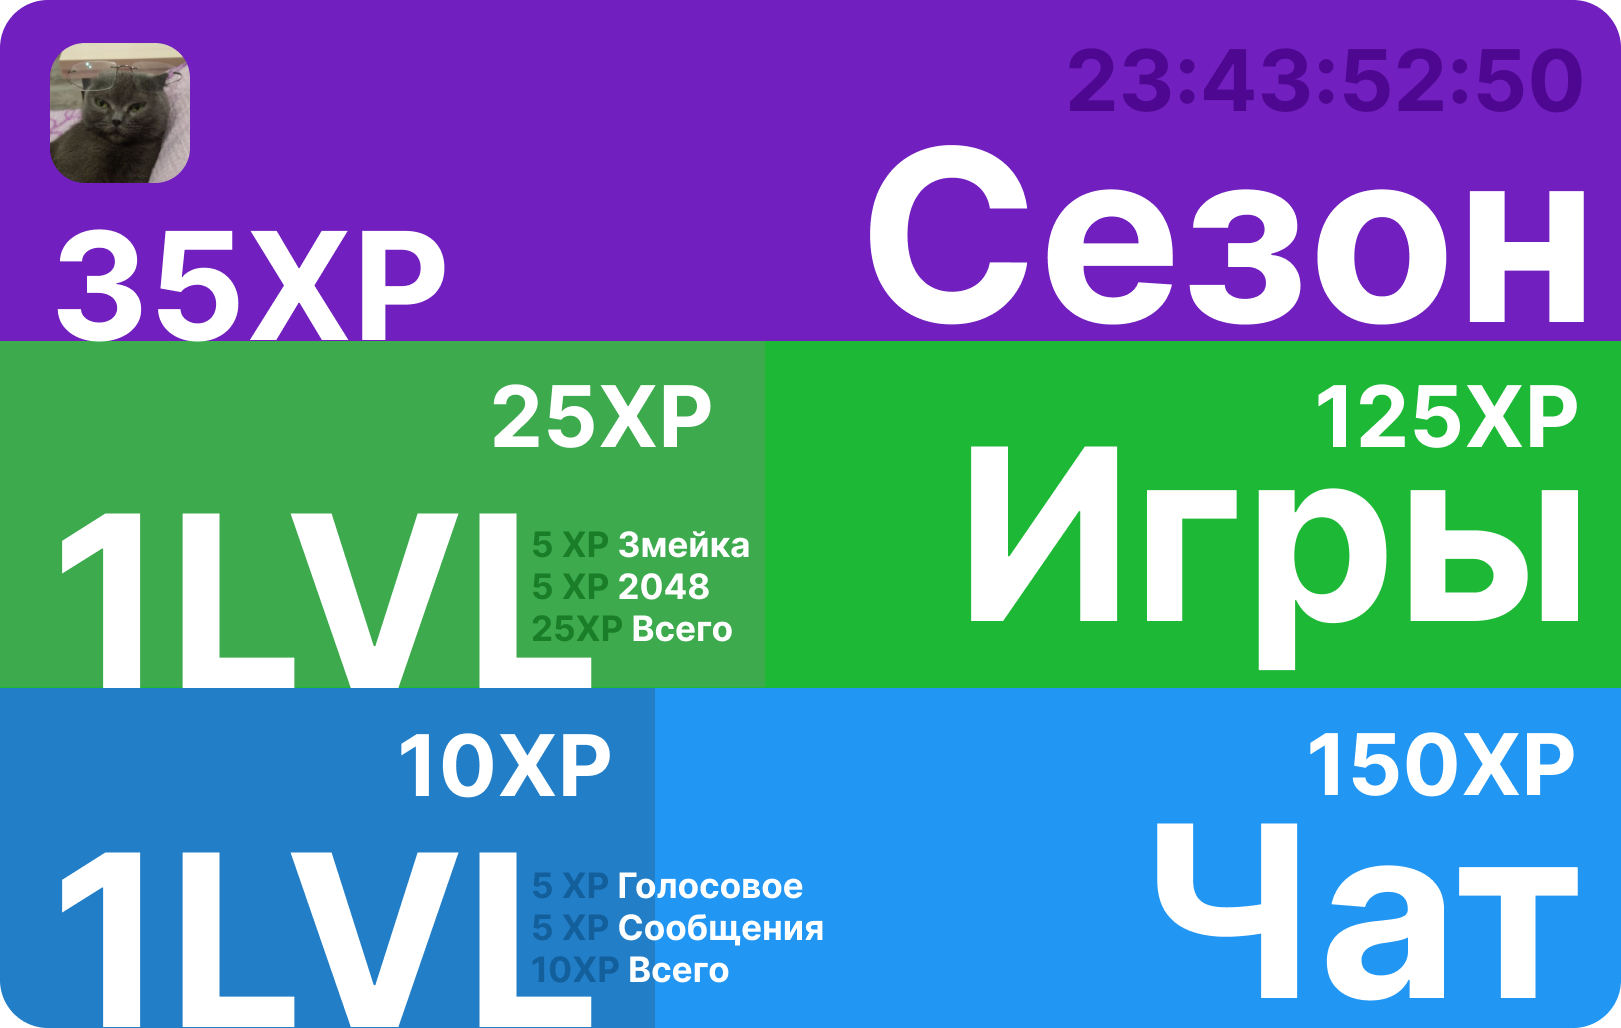 23:43:52:50
Сезон
35XP
25XP
1LVL
5 XP Змейка
5 XP 2048
25XP Всего
125XP
Игры
10XP
1LVL
5 XP Голосовое
5 XP Сообщения
10XP Всего
150XP
Чат